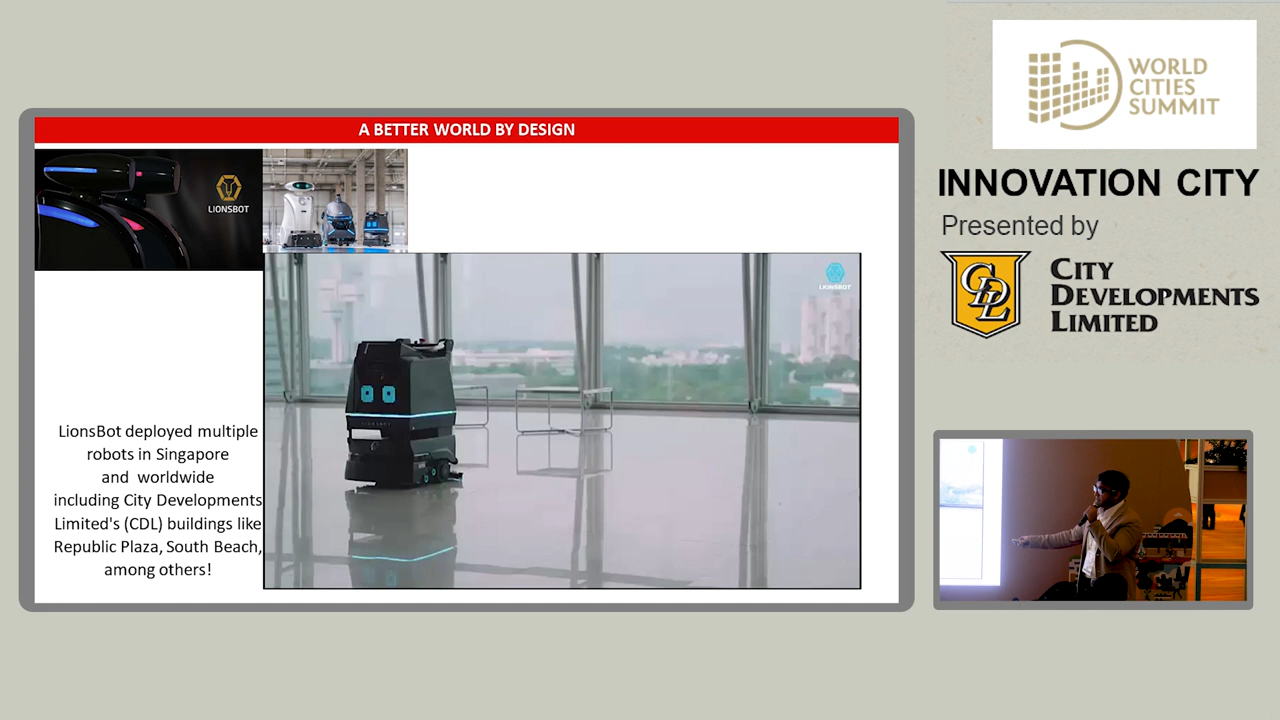 A BETTER WORLD BY DESIGN
LIONSBOT
LIONSBOT
LionsBot deployed multiple
robots in Singapore
and worldwide
including City Developments
Limited's (CDL) buildings like
Republic Plaza, South Beach,
among others!
WORLD
CITIES
SUMMIT
INNOVATION CITY
Presented by
CDL
CITY
DEVELOPMENTS
LIMITED